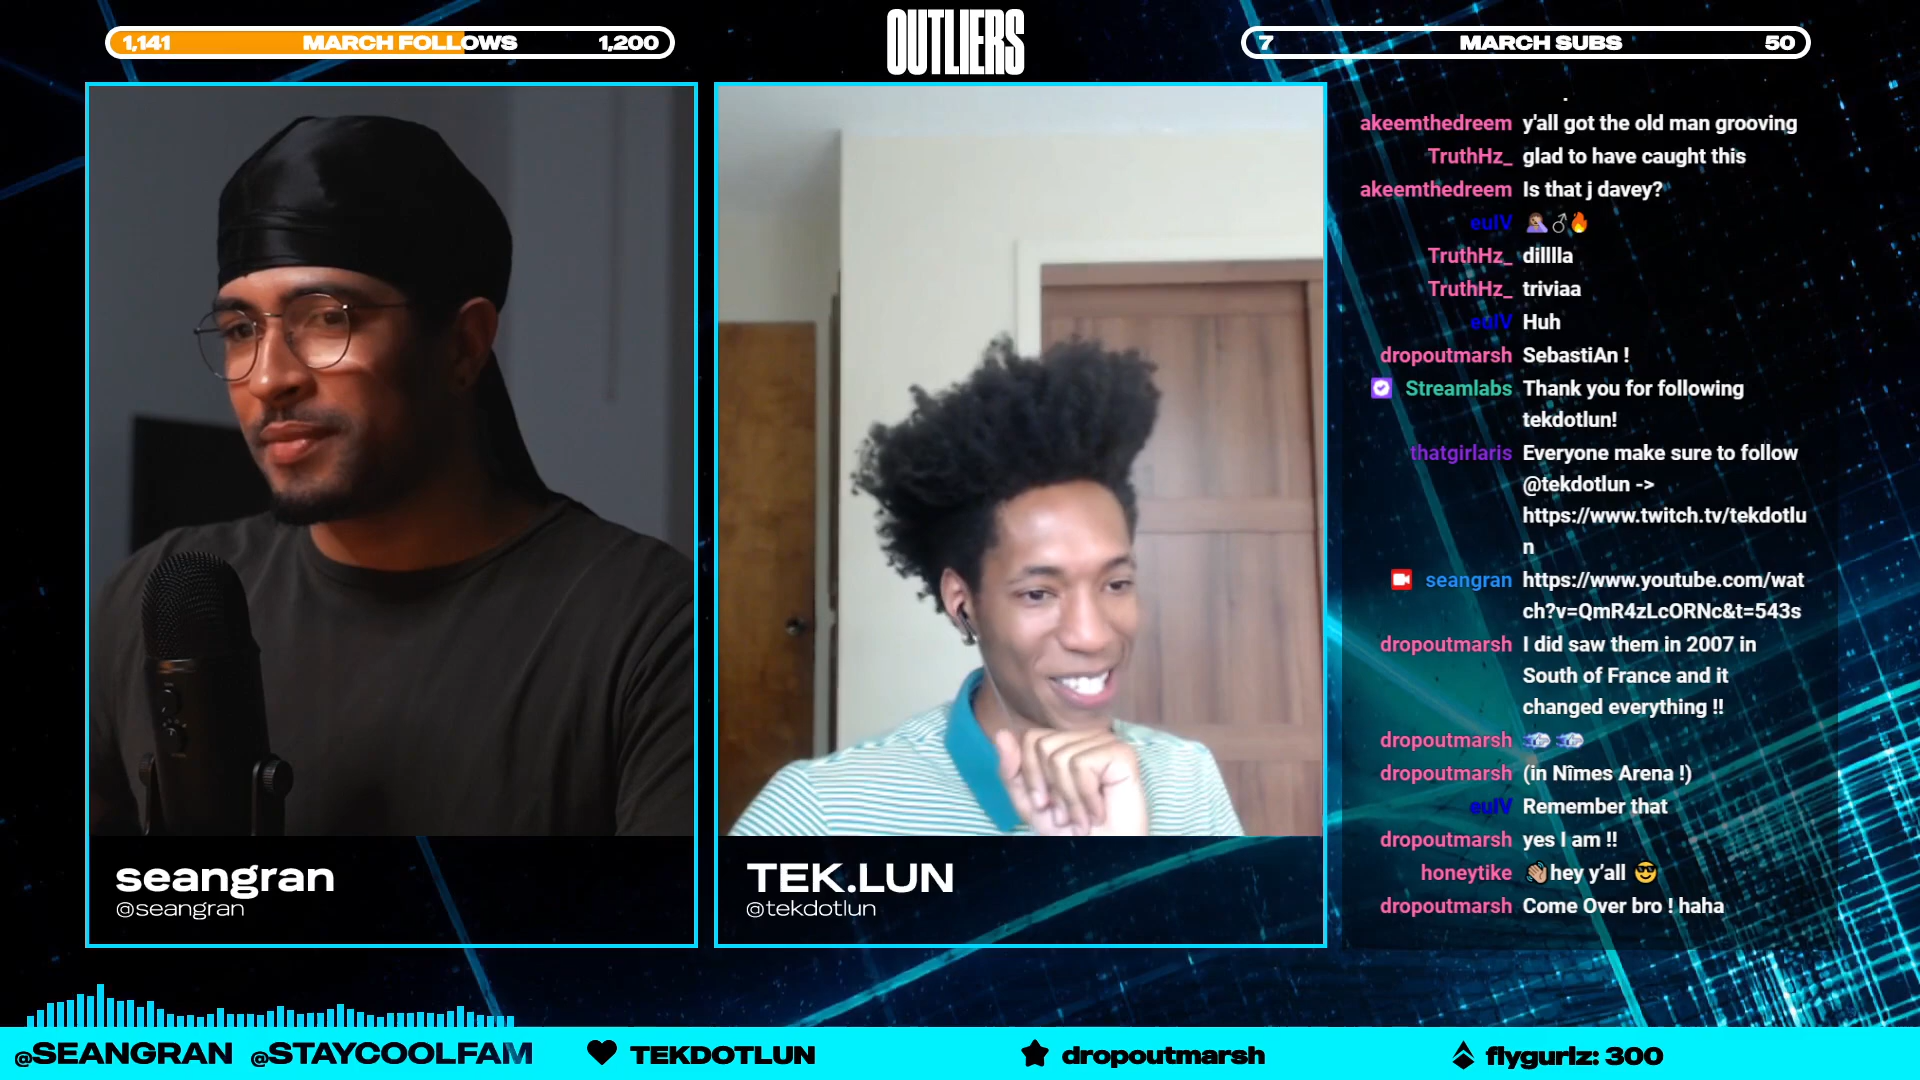 1,141 MARCH FOLLOWS 1,200
OUTLIERS
7 MARCH SUBS 50
akeemthedreem y'all got the old man grooving
TruthHz_ glad to have caught this
akeemthedreem Is that j davey?
eulV 🤦🏽♂🔥
TruthHz_ dilllla
TruthHz_ triviaa
eulV Huh
dropoutmarsh SebastiAn !
Streamlabs Thank you for following
tekdotlun!
thatgirlaris Everyone make sure to follow
@tekdotlun ->
https://www.twitch.tv/tekdotlu
n
seangran https://www.youtube.com/wat
ch?v=QmR4zLcORNc&t=543s
dropoutmarsh I did saw them in 2007 in
South of France and it
changed everything !!
dropoutmarsh
dropoutmarsh (in Nîmes Arena !)
eulV Remember that
dropoutmarsh yes I am !!
honeytike 👋🏽hey y'all 😎
dropoutmarsh Come Over bro ! haha
seangran
@seangran
TEK.LUN
@tekdotlun
@SEANGRAN @STAYCOOLFAM TEKDOTLUN dropoutmarsh flygurlz: 300